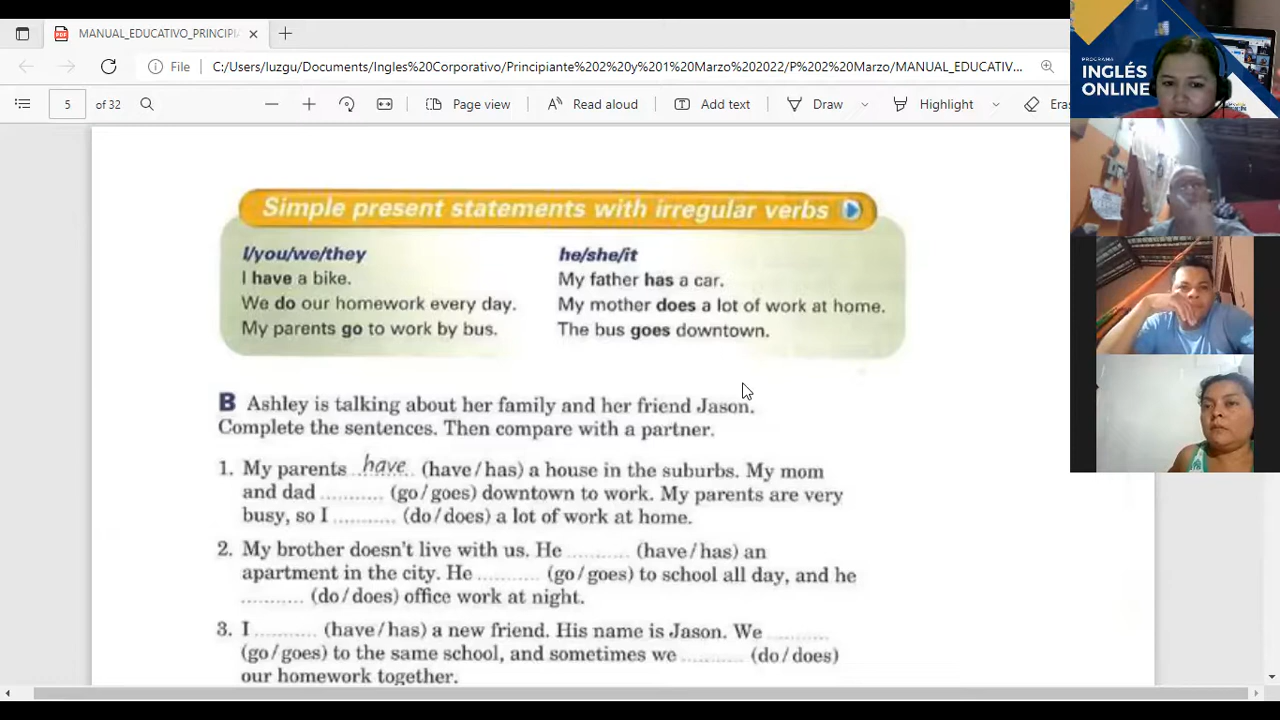 MANUAL_EDUCATIVO_PRINCIPI
File
C:/Users/luzgu/Documents/Ingles%20Corporativo/Principiante%202%20y%201%20Marzo%2022/P%202%20Marzo/MANUAL_EDUCATIV...
5 of 32
Page view
Read aloud
Add text
Draw
Highlight
Eras
PROGRAMA
INGLÉS
ONLINE
Simple present statements with irregular verbs
I/you/we/they he/she/it
I have a bike. My father has a car.
We do our homework every day. My mother does a lot of work at home.
My parents go to work by bus. The bus goes downtown.
B Ashley is talking about her family and her friend Jason.
Complete the sentences. Then compare with a partner.
1. My parents ..have.. (have/has) a house in the suburbs. My mom
and dad ........... (go/goes) downtown to work. My parents are very
busy, so I ........... (do/does) a lot of work at home.
2. My brother doesn't live with us. He ........... (have/has) an
apartment in the city. He ........... (go/goes) to school all day, and he
........... (do/does) office work at night.
3. I ........... (have/has) a new friend. His name is Jason. We ...........
(go/goes) to the same school, and sometimes we ........... (do/does)
our homework together.